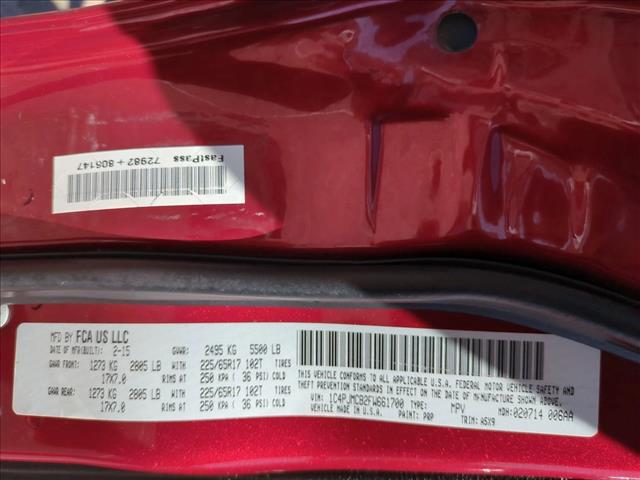 FastPass 72982 + 806147
MFD BY FCA US LLC
DATE OF MFR(BUILT): 2-15 GVWR: 2495 KG 5500 LB
GAWR FRONT: 1273 KG 2805 LB WITH 225/65R17 102T TIRES
17X7.0 RIMS AT 250 KPA ( 36 PSI) COLD
GAWR REAR: 1273 KG 2805 LB WITH 225/65R17 102T TIRES
17X7.0 RIMS AT 250 KPA ( 36 PSI) COLD
THIS VEHICLE CONFORMS TO ALL APPLICABLE U.S.A. FEDERAL MOTOR VEHICLE SAFETY AND
THEFT PREVENTION STANDARDS IN EFFECT ON THE DATE OF MANUFACTURE SHOWN ABOVE.
VIN: 1C4PJMCB2FW661700 TYPE: MPV MDH: 020714 006AA
PAINT: PRP TRIM: A5X9